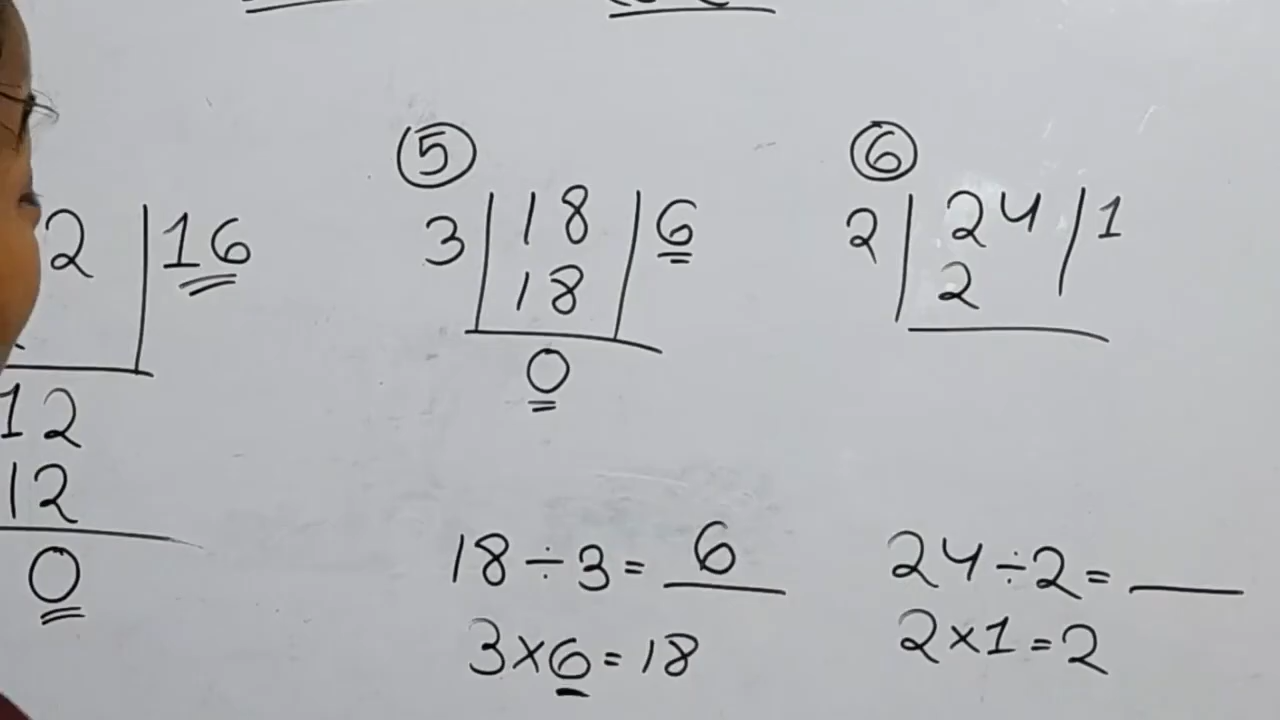 2 | 16
12
12
0
⑤
3 | 18 | 6
18
0
18 ÷ 3 = 6
3 × 6 = 18
⑥
2 | 24 | 1
2
24 ÷ 2 = ___
2 × 1 = 2